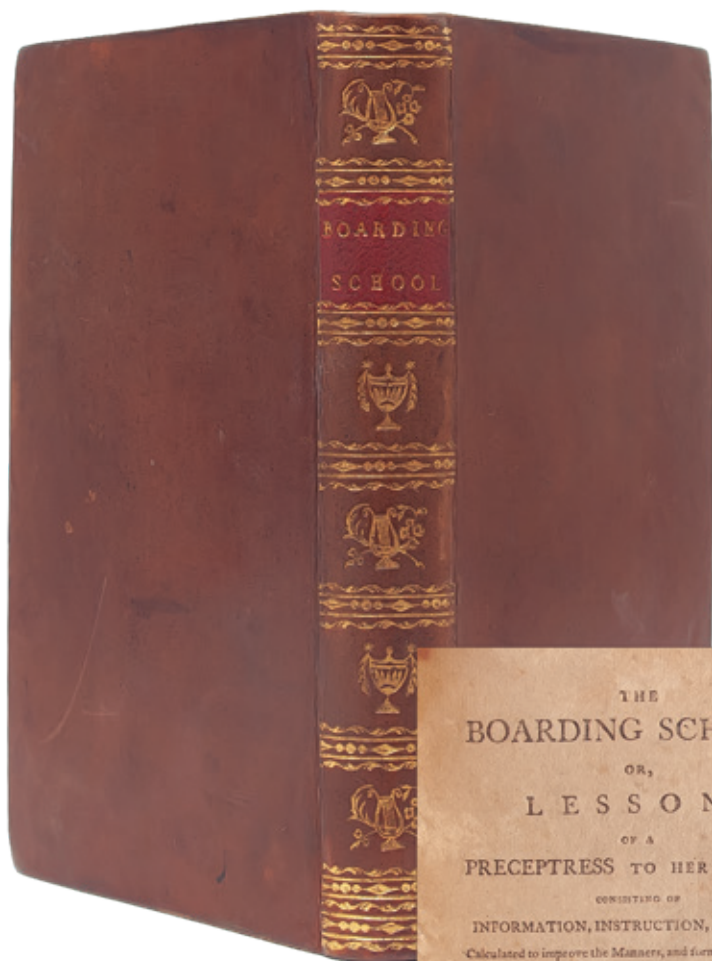 BOARDING
SCHOOL
THE
BOARDING SCH
OR,
LESSON
OF A
PRECEPTRESS TO HER
CONSISTING OF
INFORMATION, INSTRUCTION,
Calculated to improve the Manners, and form